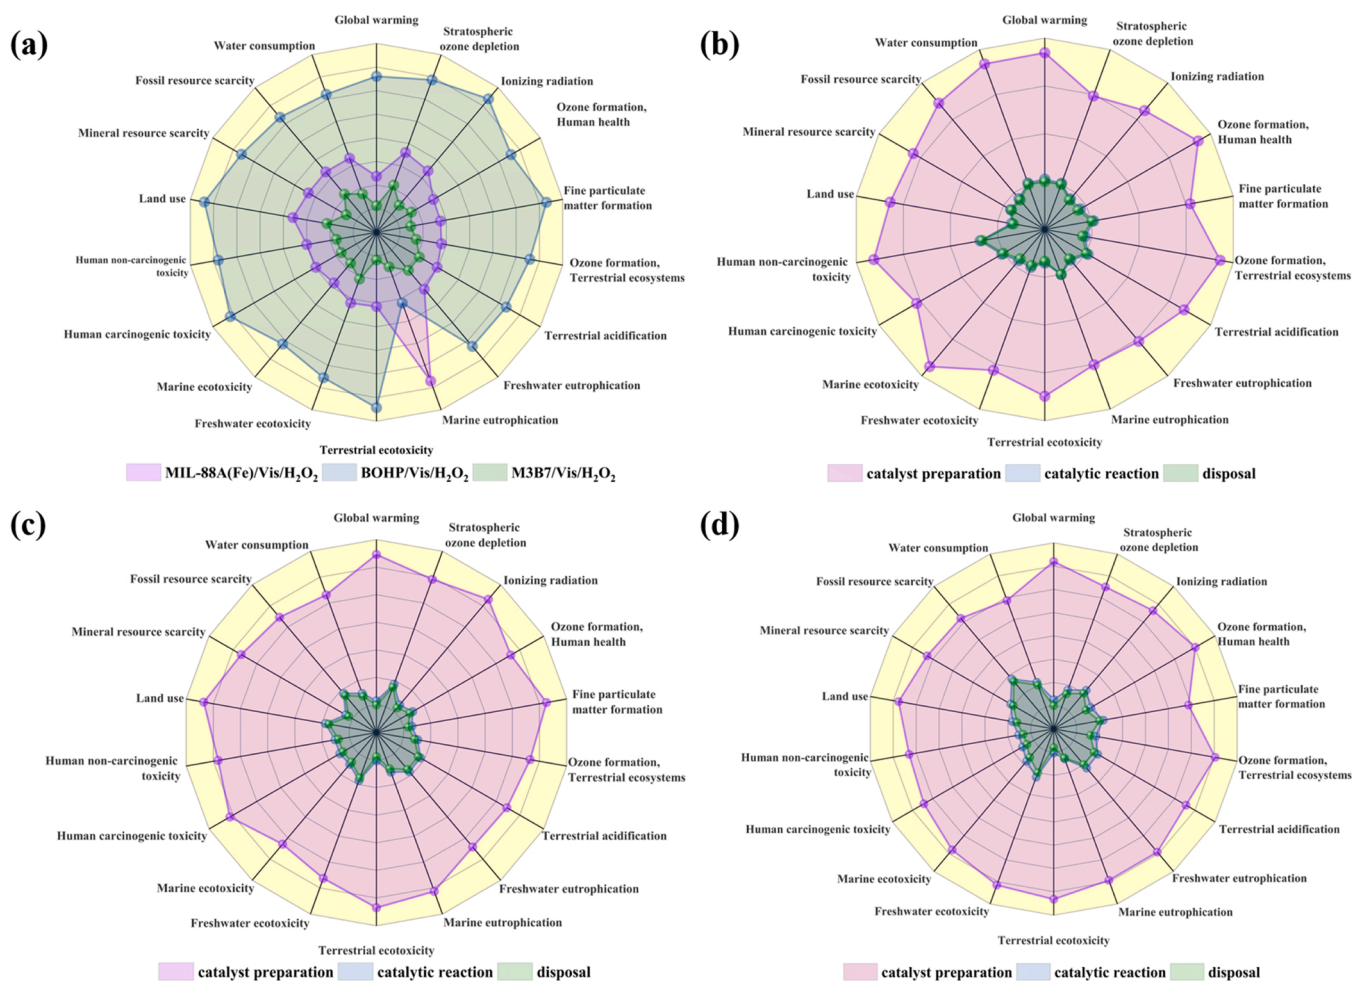 (a)
Global warming
Stratospheric
ozone depletion
Ionizing radiation
Ozone formation,
Human health
Fine particulate
matter formation
Ozone formation,
Terrestrial ecosystems
Terrestrial acidification
Freshwater eutrophication
Marine eutrophication
Terrestrial ecotoxicity
Freshwater ecotoxicity
Marine ecotoxicity
Human carcinogenic toxicity
Human non-carcinogenic
toxicity
Land use
Mineral resource scarcity
Fossil resource scarcity
Water consumption
MIL-88A(Fe)/Vis/H₂O₂ BOHP/Vis/H₂O₂ M3B7/Vis/H₂O₂
(b)
Global warming
Stratospheric
ozone depletion
Ionizing radiation
Ozone formation,
Human health
Fine particulate
matter formation
Ozone formation,
Terrestrial ecosystems
Terrestrial acidification
Freshwater eutrophication
Marine eutrophication
Terrestrial ecotoxicity
Freshwater ecotoxicity
Marine ecotoxicity
Human carcinogenic toxicity
Human non-carcinogenic
toxicity
Land use
Mineral resource scarcity
Fossil resource scarcity
Water consumption
catalyst preparation catalytic reaction disposal
(c)
Global warming
Stratospheric
ozone depletion
Ionizing radiation
Ozone formation,
Human health
Fine particulate
matter formation
Ozone formation,
Terrestrial ecosystems
Terrestrial acidification
Freshwater eutrophication
Marine eutrophication
Terrestrial ecotoxicity
Freshwater ecotoxicity
Marine ecotoxicity
Human carcinogenic toxicity
Human non-carcinogenic
toxicity
Land use
Mineral resource scarcity
Fossil resource scarcity
Water consumption
catalyst preparation catalytic reaction disposal
(d)
Global warming
Stratospheric
ozone depletion
Ionizing radiation
Ozone formation,
Human health
Fine particulate
matter formation
Ozone formation,
Terrestrial ecosystems
Terrestrial acidification
Freshwater eutrophication
Marine eutrophication
Terrestrial ecotoxicity
Freshwater ecotoxicity
Marine ecotoxicity
Human carcinogenic toxicity
Human non-carcinogenic
toxicity
Land use
Mineral resource scarcity
Fossil resource scarcity
Water consumption
catalyst preparation catalytic reaction disposal